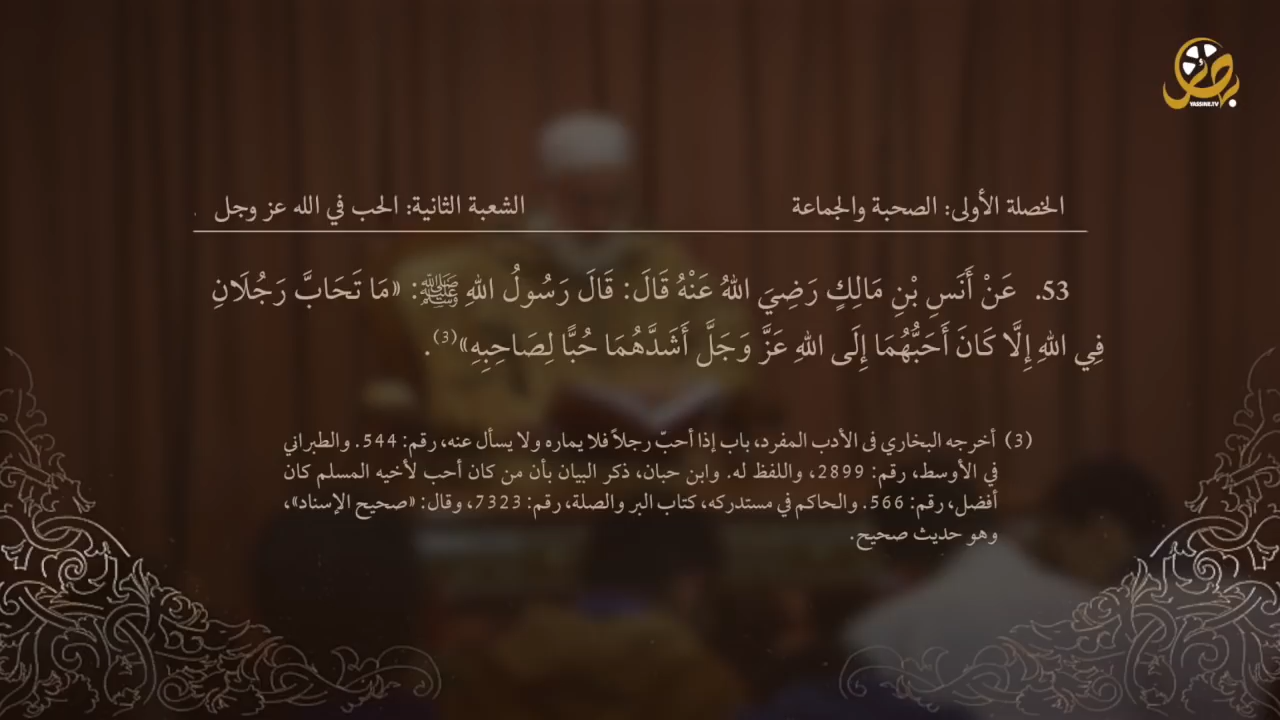 بصائر
YASSINE.TV
الخصلة الأولى: الصحبة والجماعة الشعبة الثانية: الحب في الله عز وجل
53. عَنْ أَنَسِ بْنِ مَالِكٍ رَضِيَ اللهُ عَنْهُ قَالَ: قَالَ رَسُولُ اللهِ ﷺ: «مَا تَحَابَّ رَجُلَانِ
فِي اللهِ إِلَّا كَانَ أَحَبُّهُمَا إِلَى اللهِ عَزَّ وَجَلَّ أَشَدَّهُمَا حُبًّا لِصَاحِبِهِ»(3).
(3) أخرجه البخاري في الأدب المفرد، باب إذا أحبّ رجلاً فلا يماره ولا يسأل عنه، رقم: 544. والطبراني
في الأوسط، رقم: 2899، واللفظ له. وابن حبان، ذكر البيان بأن من كان أحب لأخيه المسلم كان
أفضل، رقم: 566. والحاكم في مستدركه، كتاب البر والصلة، رقم: 7323، وقال: «صحيح الإسناد»،
وهو حديث صحيح.